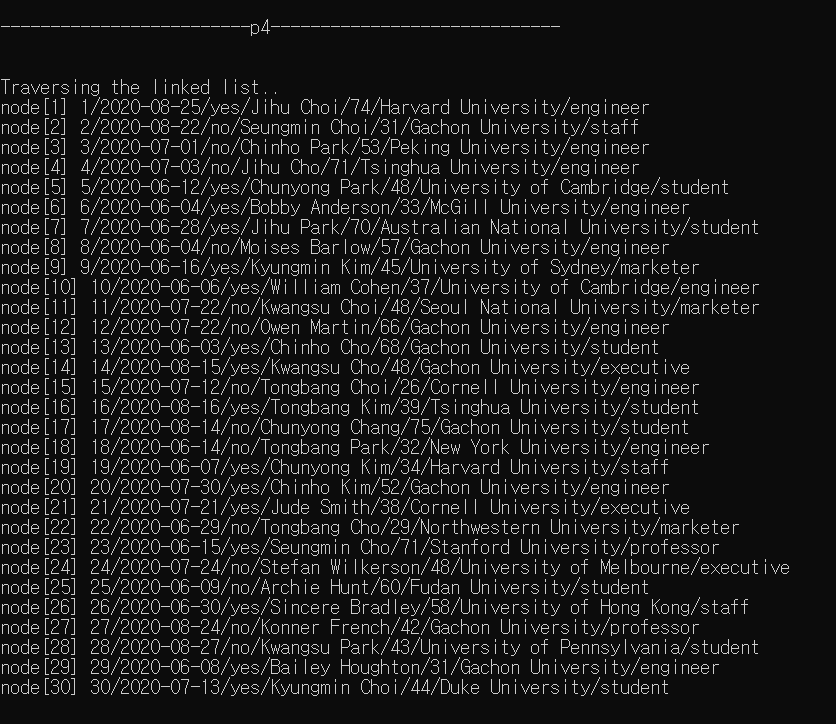 -------------------------p4-----------------------------
Traversing the linked list..
node[1] 1/2020-08-25/yes/Jihu Choi/74/Harvard University/engineer
node[2] 2/2020-08-22/no/Seungmin Choi/31/Gachon University/staff
node[3] 3/2020-07-01/no/Chinho Park/53/Peking University/engineer
node[4] 4/2020-07-03/no/Jihu Cho/71/Tsinghua University/engineer
node[5] 5/2020-06-12/yes/Chunyong Park/48/University of Cambridge/student
node[6] 6/2020-06-04/yes/Bobby Anderson/33/McGill University/engineer
node[7] 7/2020-06-28/yes/Jihu Park/70/Australian National University/student
node[8] 8/2020-06-04/no/Moises Barlow/57/Gachon University/engineer
node[9] 9/2020-06-16/yes/Kyungmin Kim/45/University of Sydney/marketer
node[10] 10/2020-06-06/yes/William Cohen/37/University of Cambridge/engineer
node[11] 11/2020-07-22/no/Kwangsu Choi/48/Seoul National University/marketer
node[12] 12/2020-07-22/no/Owen Martin/66/Gachon University/engineer
node[13] 13/2020-06-03/yes/Chinho Cho/68/Gachon University/student
node[14] 14/2020-08-15/yes/Kwangsu Cho/48/Gachon University/executive
node[15] 15/2020-07-12/no/Tongbang Choi/26/Cornell University/engineer
node[16] 16/2020-08-16/yes/Tongbang Kim/39/Tsinghua University/student
node[17] 17/2020-08-14/no/Chunyong Chang/75/Gachon University/student
node[18] 18/2020-06-14/no/Tongbang Park/32/New York University/engineer
node[19] 19/2020-06-07/yes/Chunyong Kim/34/Harvard University/staff
node[20] 20/2020-07-30/yes/Chinho Kim/52/Gachon University/engineer
node[21] 21/2020-07-21/yes/Jude Smith/38/Cornell University/executive
node[22] 22/2020-06-29/no/Tongbang Cho/29/Northwestern University/marketer
node[23] 23/2020-06-15/yes/Seungmin Cho/71/Stanford University/professor
node[24] 24/2020-07-24/no/Stefan Wilkerson/48/University of Melbourne/executive
node[25] 25/2020-06-09/no/Archie Hunt/60/Fudan University/student
node[26] 26/2020-06-30/yes/Sincere Bradley/58/University of Hong Kong/staff
node[27] 27/2020-08-24/no/Konner French/42/Gachon University/professor
node[28] 28/2020-08-27/no/Kwangsu Park/43/University of Pennsylvania/student
node[29] 29/2020-06-08/yes/Bailey Houghton/31/Gachon University/engineer
node[30] 30/2020-07-13/yes/Kyungmin Choi/44/Duke University/student